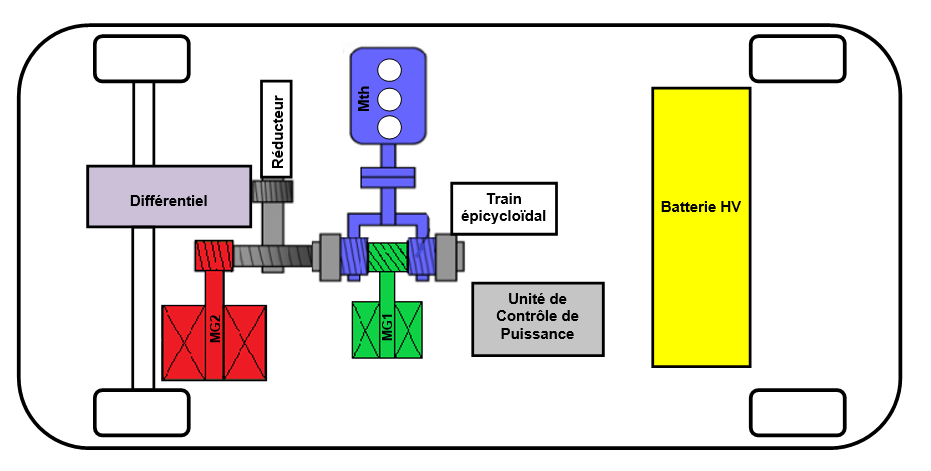 Mth
Réducteur
Différentiel
Train
épicycloïdal
Batterie HV
MG2
MG1
Unité de
Contrôle de
Puissance